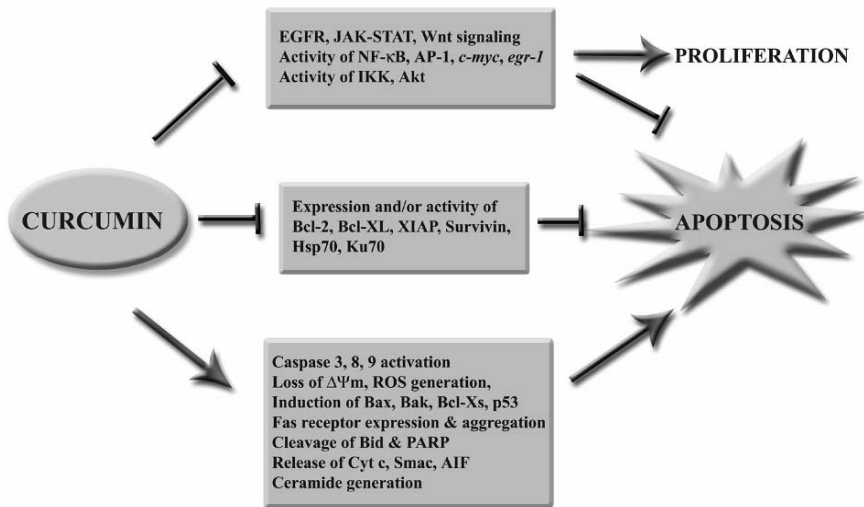 EGFR, JAK-STAT, Wnt signaling
Activity of NF-κB, AP-1, c-myc, egr-1
Activity of IKK, Akt
PROLIFERATION
CURCUMIN
Expression and/or activity of
Bcl-2, Bcl-XL, XIAP, Survivin,
Hsp70, Ku70
APOPTOSIS
Caspase 3, 8, 9 activation
Loss of ΔΨm, ROS generation,
Induction of Bax, Bak, Bcl-Xs, p53
Fas receptor expression & aggregation
Cleavage of Bid & PARP
Release of Cyt c, Smac, AIF
Ceramide generation